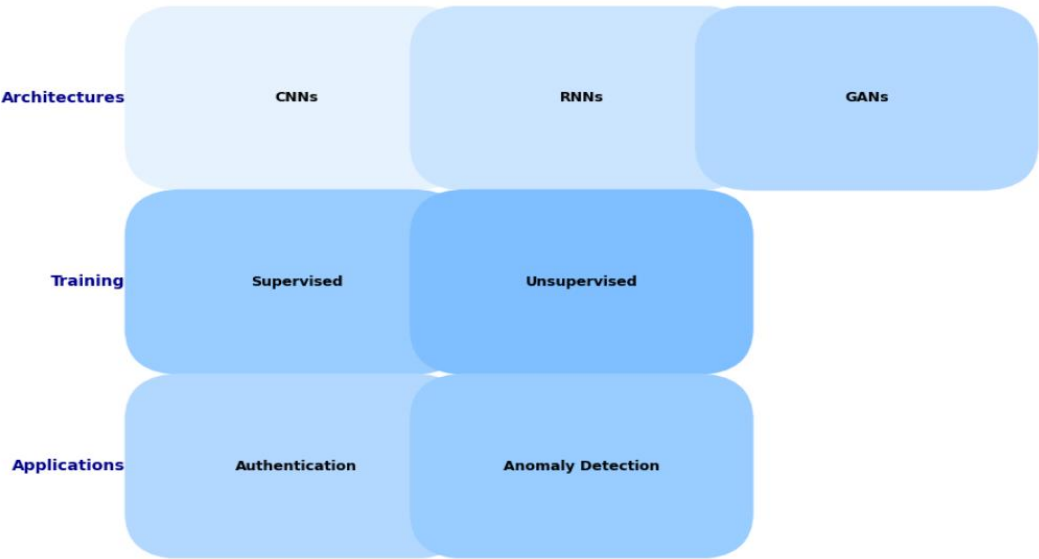 Architectures CNNs RNNs GANs
Training Supervised Unsupervised
Applications Authentication Anomaly Detection